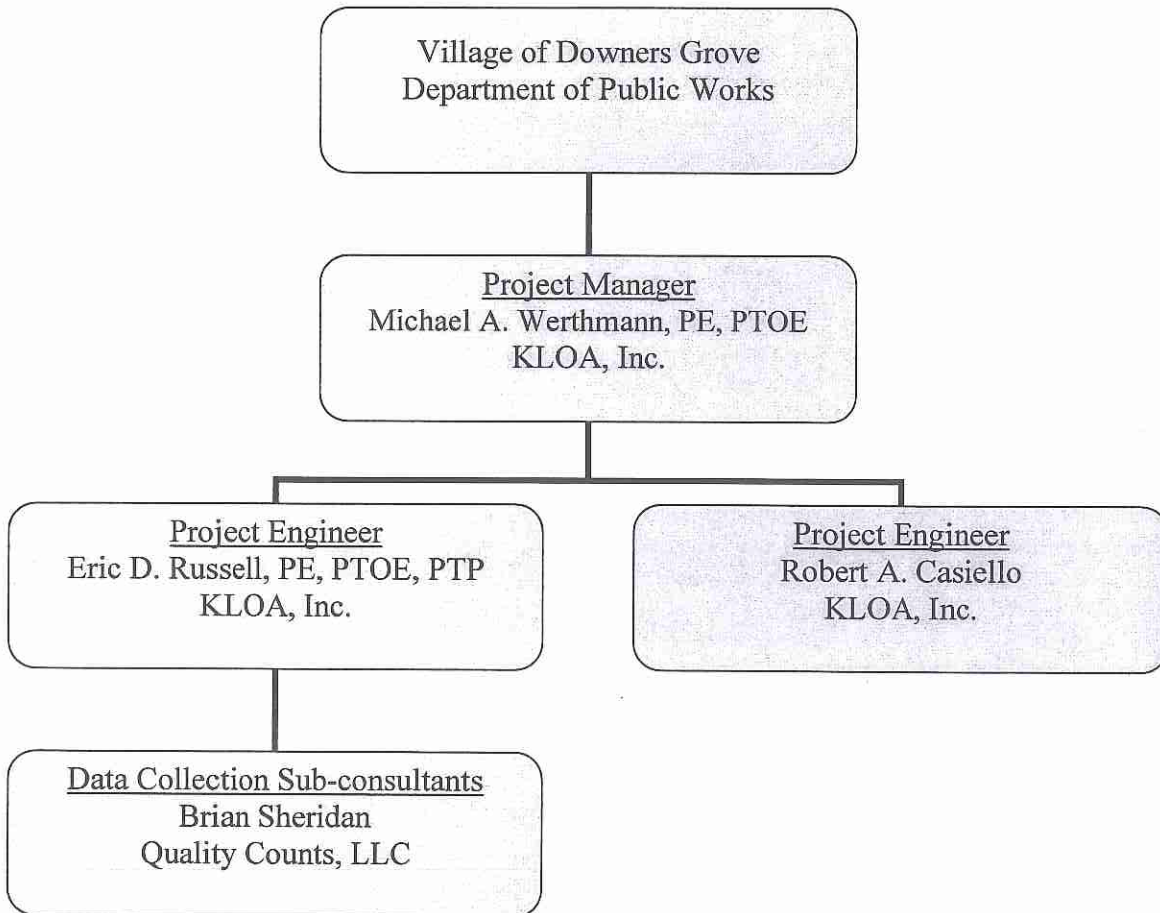 Village of Downers Grove
Department of Public Works
Project Manager
Michael A. Werthmann, PE, PTOE
KLOA, Inc.
Project Engineer
Eric D. Russell, PE, PTOE, PTP
KLOA, Inc.
Project Engineer
Robert A. Casiello
KLOA, Inc.
Data Collection Sub-consultants
Brian Sheridan
Quality Counts, LLC